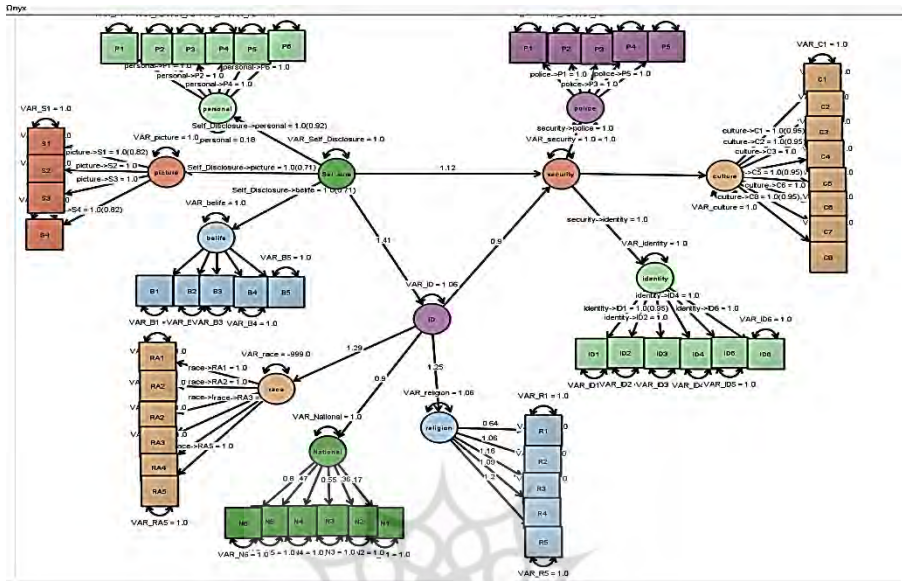 Onyx
P1 P2 P3 P4 P5 P6
personal->P2 = 1.0
personal->P4 = 1.0
personal
P1 P2 P3 P4 P5
police->P1 = 1.0
police->P3 = 1.0
police->P5 = 1.0
police
VAR_C1 = 1.0
C1
C2
C3
C4
C6
C7
C8
culture->C1 = 1.0(0.95)
culture->C2 = 1.0(0.95)
culture->C3 = 1.0
->C5 = 1.0(0.95)
culture->C6 = 1.0
VAR_culture = 1.0
culture
VAR_S1 = 1.0
S1
S2
S3
S4
picture->S1 = 1.0(0.82)
picture->S2 = 1.0
picture->S3 = 1.0
->S4 = 1.0(0.82)
VAR_picture = 1.0
picture
Self_Disclosure->personal = 1.0(0.92)
_personal = 0.18
VAR_Self_Disclosure = 1.0
Self_Disclosure->picture = 1.0(0.71)
Self_Disclosure->belife = 1.0(0.71)
1.12
security->police = 1.0
VAR_security = 1.0
security
security->identity = 1.0
VAR_belife = 1.0
belife
VAR_B5 = 1.0
B1 B2 B3 B4 B5
VAR_B4 = 1.0
1.41
0.9
VAR_ID = 1.06
ID
VAR_identity = 1.0
identity
identity->ID4 = 1.0
identity->ID1 = 1.0(0.95)
identity->ID6 = 1.0
identity->ID2 = 1.0
VAR_ID6 = 1.0
ID1 ID2 ID3 ID4 ID5 ID6
VAR_ID5 = 1.0
1.29
0.9
1.25
VAR_race = -999.0
race
race->RA1 = 1.0
race->RA2 = 1.0
race->RA5 = 1.0
RA1
RA2
RA2
RA3
RA4
RA5
VAR_RA5 = 1.0
VAR_National = 1.0
National
0.8 .47 0.55 .36 .17
N6 N5 N4 N3 N2 N1
VAR_religion = 1.06
religion
0.64
1.06
1.16
1.09
1.2
VAR_R1 = 1.0
R1
R2
R3
R4
R5
VAR_R5 = 1.0